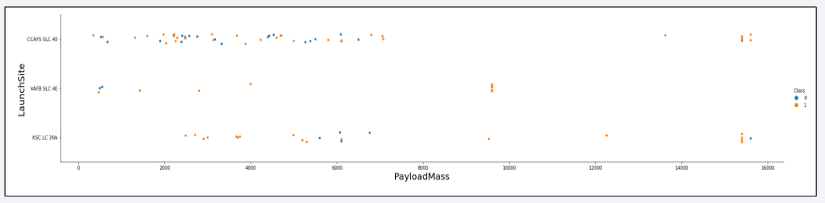 LaunchSite
CCAFS SLC 40
VAFB SLC 4E
KSC LC 39A
0 2000 4000 6000 8000 10000 12000 14000 16000
PayloadMass
Class
0
1